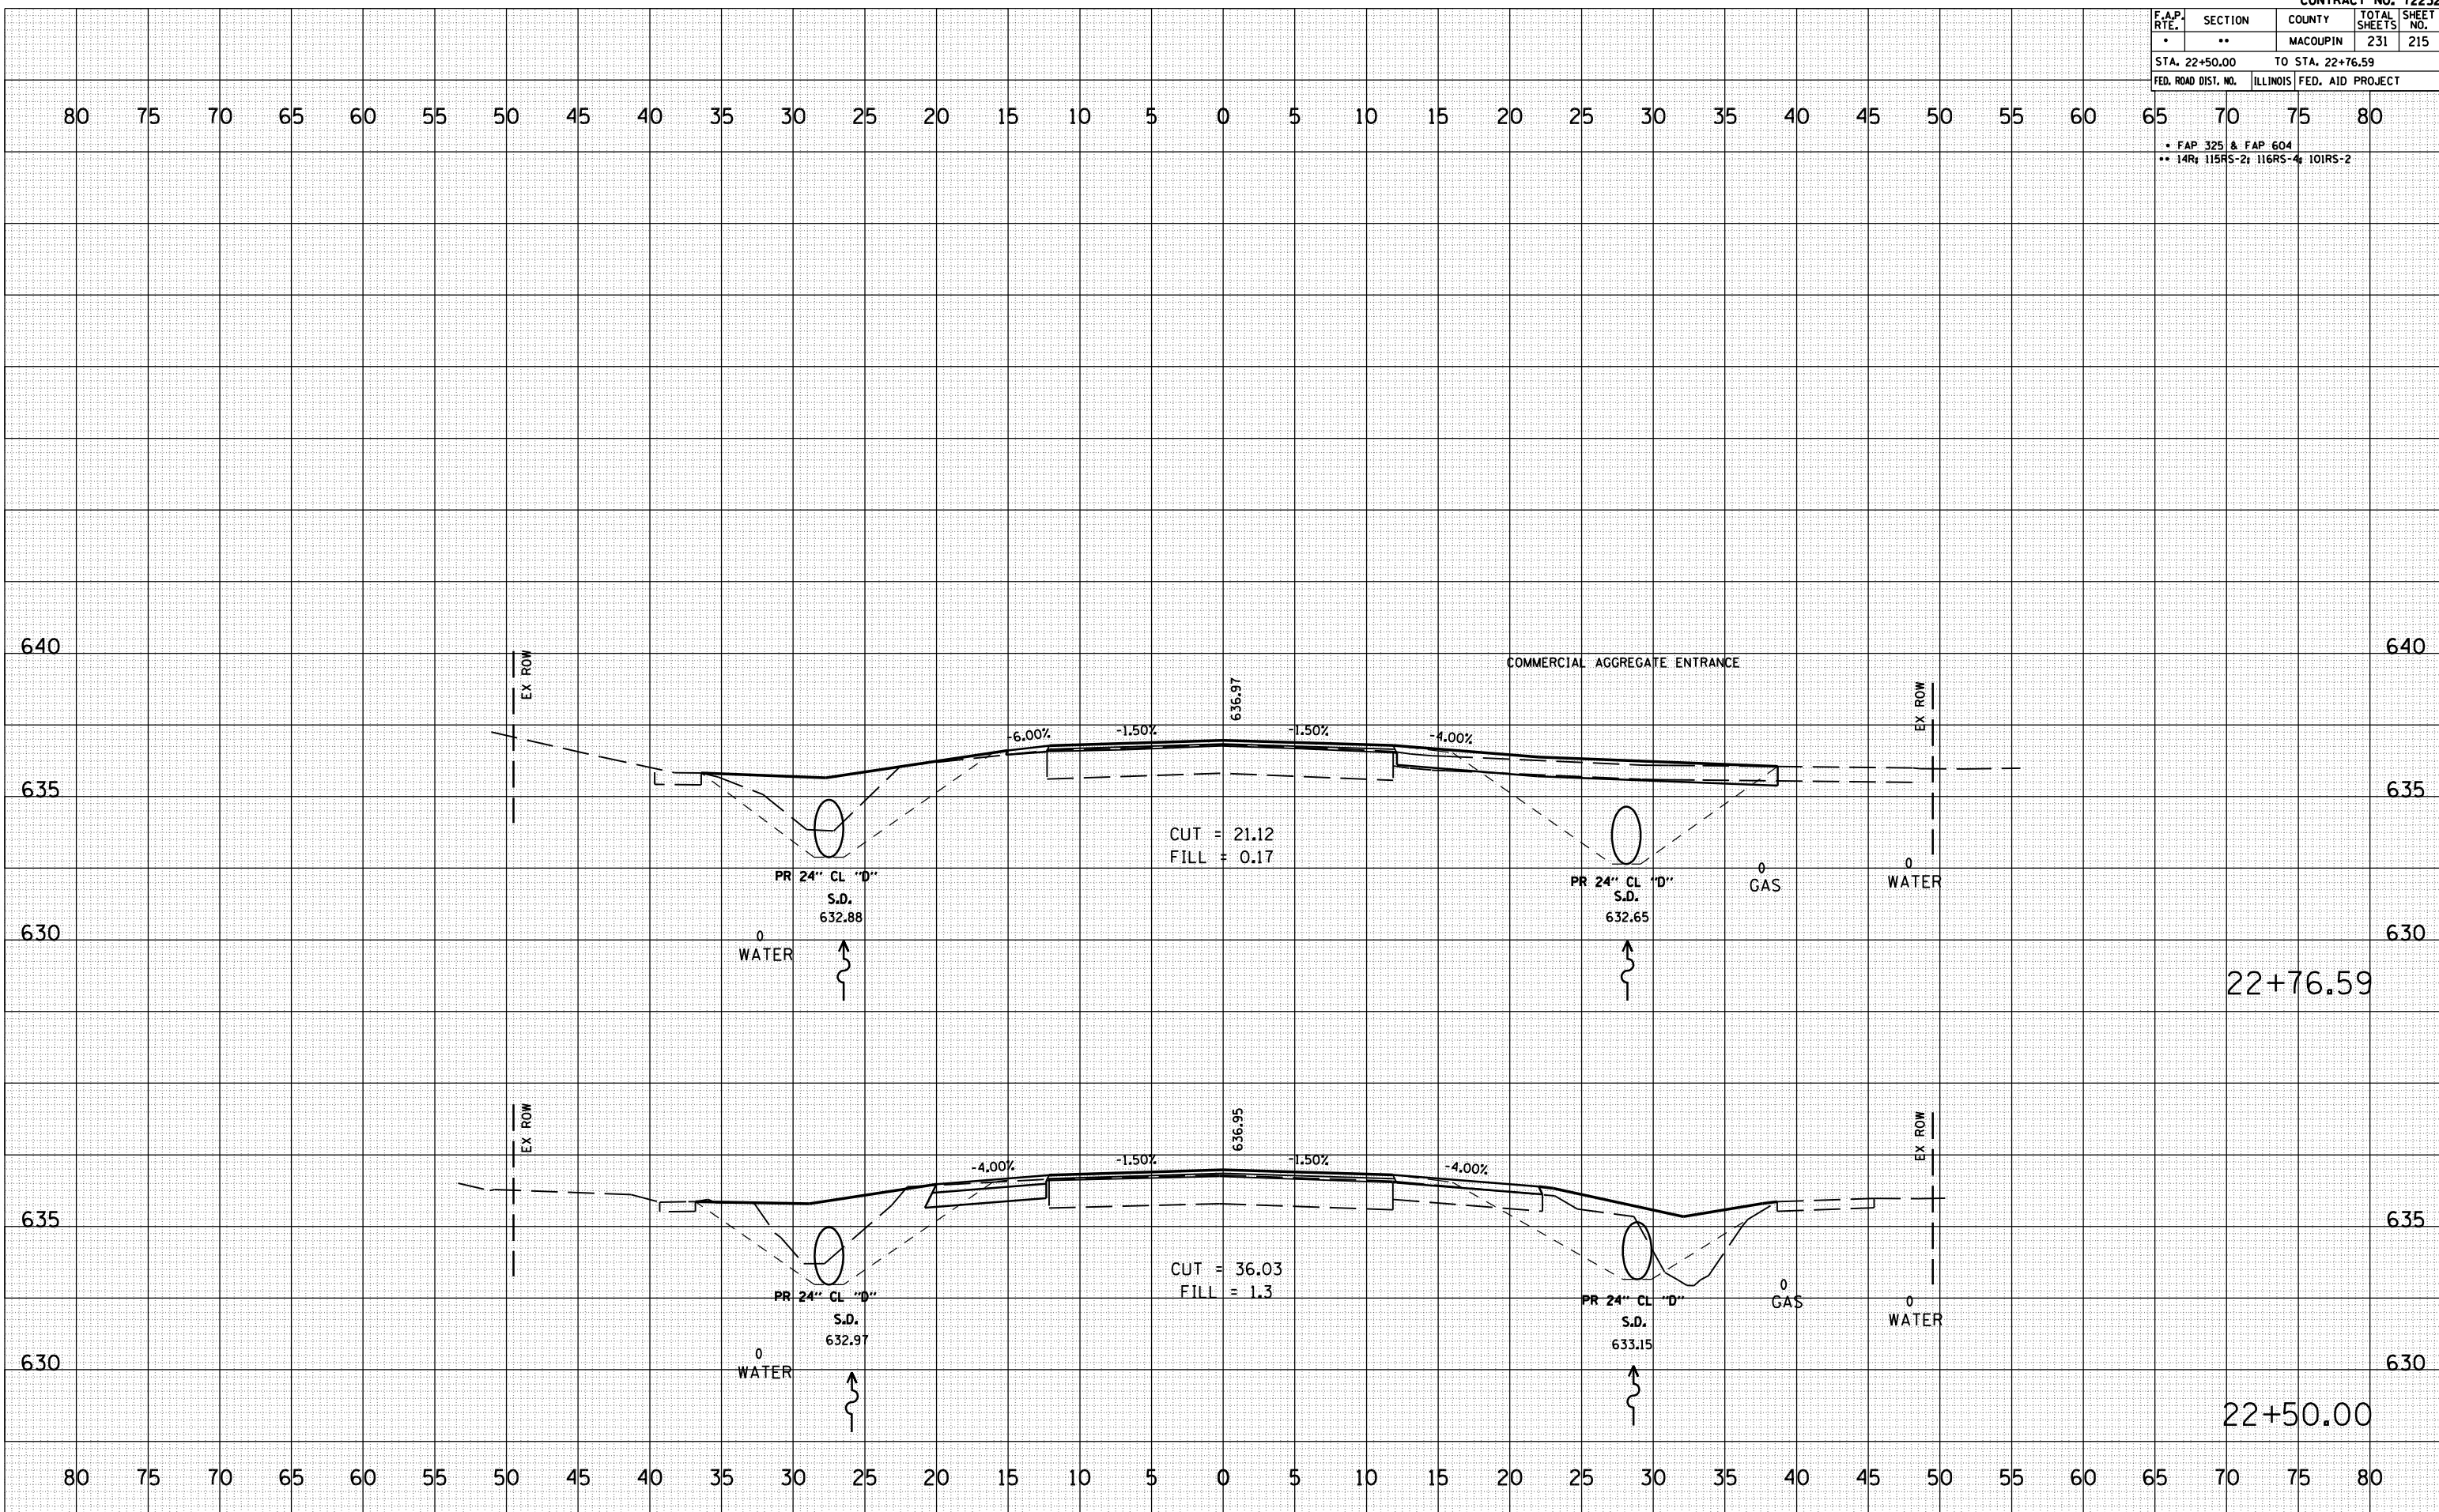 CONTRACT NO. 72232
F.A.P. RTE. SECTION COUNTY TOTAL SHEETS SHEET NO.
• •• MACOUPIN 231 215
STA. 22+50.00 TO STA. 22+76.59
FED. ROAD DIST. NO. ILLINOIS FED. AID PROJECT
80 75 70 65 60 55 50 45 40 35 30 25 20 15 10 5 0 5 10 15 20 25 30 35 40 45 50 55 60 65 70 75 80
• FAP 325 & FAP 604
•• 14R; 115RS-2; 116RS-4; 101RS-2
640 640
EX ROW
COMMERCIAL AGGREGATE ENTRANCE
636.97
EX ROW
-6.00% -1.50% -1.50% -4.00%
635 635
CUT = 21.12
FILL = 0.17
PR 24" CL "D"
S.D.
632.88
PR 24" CL "D"
S.D.
632.65
GAS
WATER
630 630
WATER
22+76.59
EX ROW
636.95
EX ROW
-4.00% -1.50% -1.50% -4.00%
635 635
CUT = 36.03
FILL = 1.3
PR 24" CL "D"
S.D.
632.97
PR 24" CL "D"
S.D.
633.15
GAS
WATER
WATER
630 630
22+50.00
80 75 70 65 60 55 50 45 40 35 30 25 20 15 10 5 0 5 10 15 20 25 30 35 40 45 50 55 60 65 70 75 80